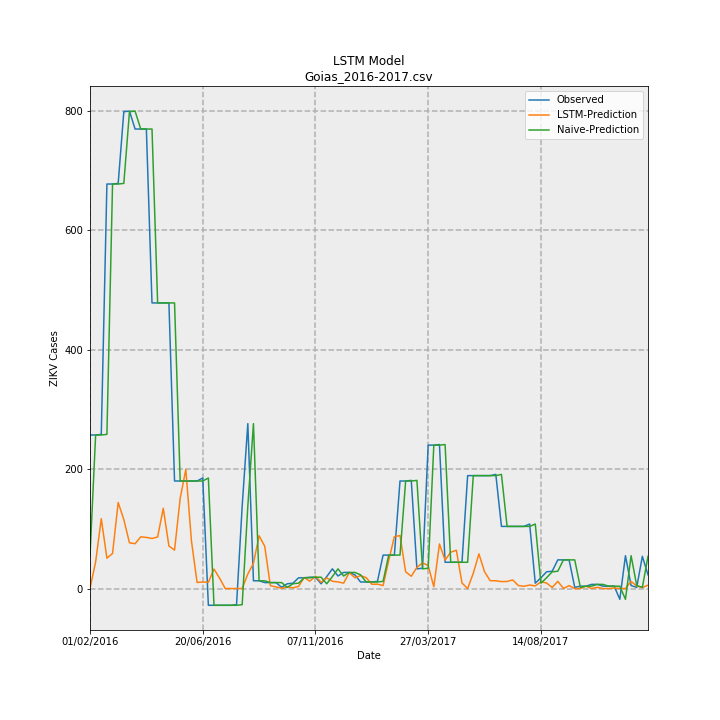 LSTM Model
Goias_2016-2017.csv
Observed
LSTM-Prediction
Naive-Prediction
800
600
400
200
0
ZIKV Cases
01/02/2016
20/06/2016
07/11/2016
27/03/2017
14/08/2017
Date